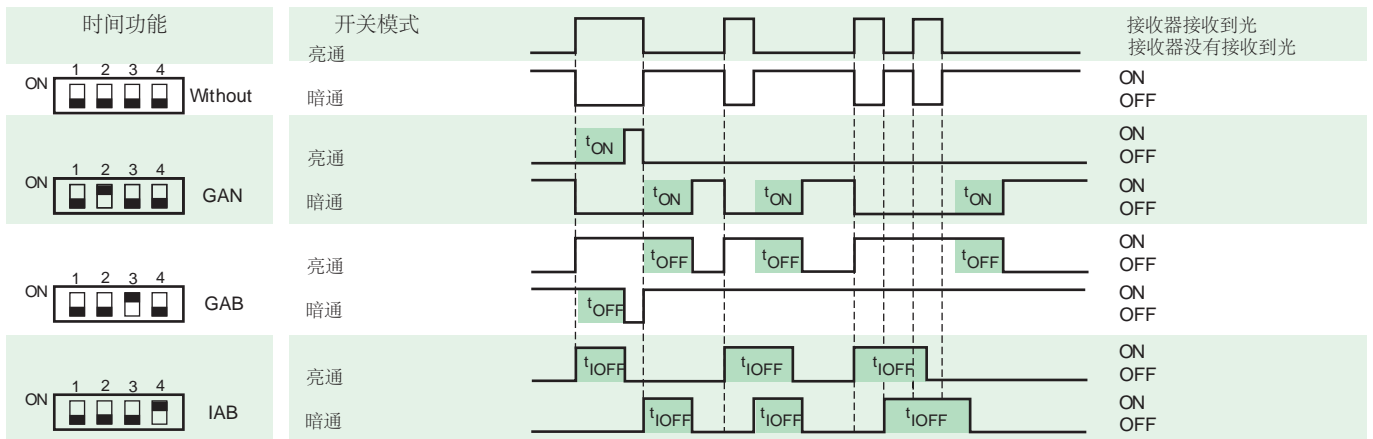 时间功能 开关模式 接收器接收到光
亮通 接收器没有接收到光
1 2 3 4
ON Without 暗通 ON
OFF
亮通 tON ON
OFF
1 2 3 4
ON GAN 暗通 tON tON tON ON
OFF
亮通 tOFF tOFF tOFF ON
OFF
1 2 3 4
ON GAB 暗通 tOFF ON
OFF
亮通 tIOFF tIOFF tIOFF ON
OFF
1 2 3 4
ON IAB 暗通 tIOFF tIOFF tIOFF ON
OFF